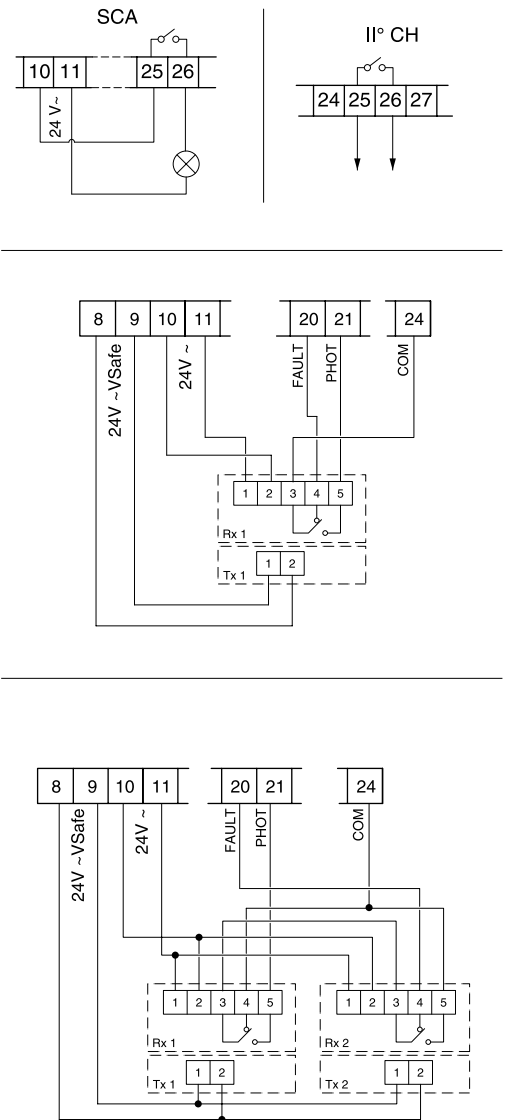 SCA
10 11 25 26
24 V~
II° CH
24 25 26 27
8 9 10 11 20 21 24
24V ~VSafe
24V ~
FAULT
PHOT
COM
1 2 3 4 5
Rx 1
1 2
Tx 1
8 9 10 11 20 21 24
24V ~VSafe
24V ~
FAULT
PHOT
COM
1 2 3 4 5
Rx 1
1 2 3 4 5
Rx 2
1 2
Tx 1
1 2
Tx 2